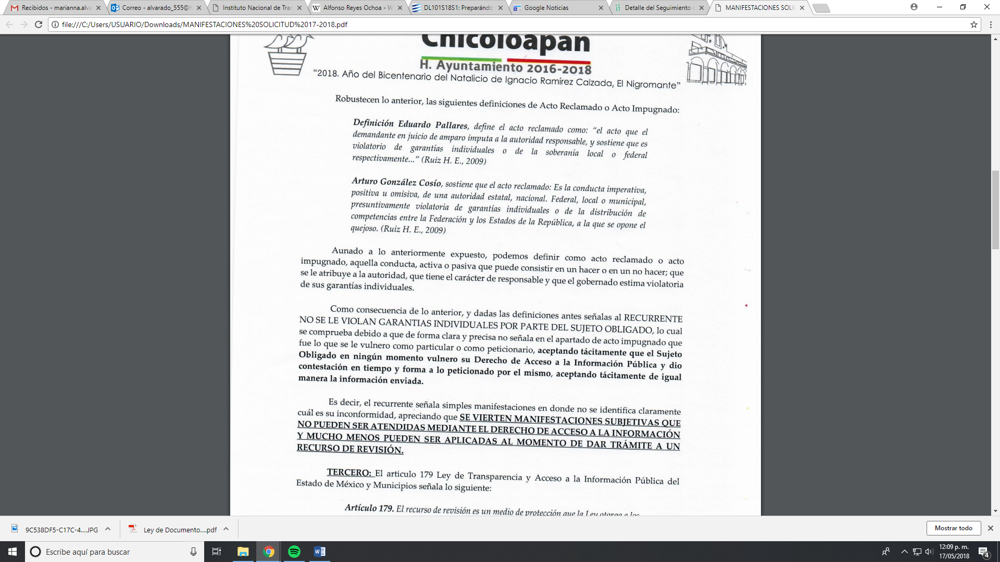 Recibidos - marianna.alva
Correo - alvarado_555@h
Instituto Nacional de Tran
Alfonso Reyes Ochoa - W
DL101S18S1: Preparándo
Google Noticias
Detalle del Seguimiento d
MANIFESTACIONES SOLIC
file:///C:/Users/USUARIO/Downloads/MANIFESTACIONES%20SOLICITUD%2017-2018.pdf
Chicoloapan
H. Ayuntamiento 2016-2018
“2018. Año del Bicentenario del Natalicio de Ignacio Ramírez Calzada, El Nigromante”
Robustecen lo anterior, las siguientes definiciones de Acto Reclamado o Acto Impugnado:
Definición Eduardo Pallares, define el acto reclamado como: “el acto que el
demandante en juicio de amparo imputa a la autoridad responsable, y sostiene que es
violatorio de garantías individuales o de la soberanía local o federal
respectivamente...” (Ruiz H. E., 2009)
Arturo González Cosío, sostiene que el acto reclamado: Es la conducta imperativa,
positiva u omisiva, de una autoridad estatal, nacional. Federal, local o municipal,
presuntivamente violatoria de garantías individuales o de la distribución de
competencias entre la Federación y los Estados de la República, a la que se opone el
quejoso. (Ruiz H. E., 2009)
Aunado a lo anteriormente expuesto, podemos definir como acto reclamado o acto
impugnado, aquella conducta, activa o pasiva que puede consistir en un hacer o en un no hacer; que
se le atribuye a la autoridad, que tiene el carácter de responsable y que el gobernado estima violatoria
de sus garantías individuales.
Como consecuencia de lo anterior, y dadas las definiciones antes señalas al RECURRENTE
NO SE LE VIOLAN GARANTIAS INDIVIDUALES POR PARTE DEL SUJETO OBLIGADO, lo cual
se comprueba debido a que de forma clara y precisa no señala en el apartado de acto impugnado que
fue lo que se le vulnero como particular o como peticionario, aceptando tácitamente que el Sujeto
Obligado en ningún momento vulnero su Derecho de Acceso a la Información Pública y dio
contestación en tiempo y forma a lo peticionado por el mismo, aceptando tácitamente de igual
manera la información enviada.
Es decir, el recurrente señala simples manifestaciones en donde no se identifica claramente
cuál es su inconformidad, apreciando que SE VIERTEN MANIFESTACIONES SUBJETIVAS QUE
NO PUEDEN SER ATENDIDAS MEDIANTE EL DERECHO DE ACCESO A LA INFORMACIÓN
Y MUCHO MENOS PUEDEN SER APLICADAS AL MOMENTO DE DAR TRÁMITE A UN
RECURSO DE REVISIÓN.
TERCERO: El articulo 179 Ley de Transparencia y Acceso a la Información Pública del
Estado de México y Municipios señala lo siguiente:
Artículo 179. El recurso de revisión es un medio de protección que la Ley otorga a los
9C538DF5-C17C-4....JPG
Ley de Documento....pdf
Mostrar todo
Escribe aquí para buscar
12:09 p. m.
17/05/2018
4